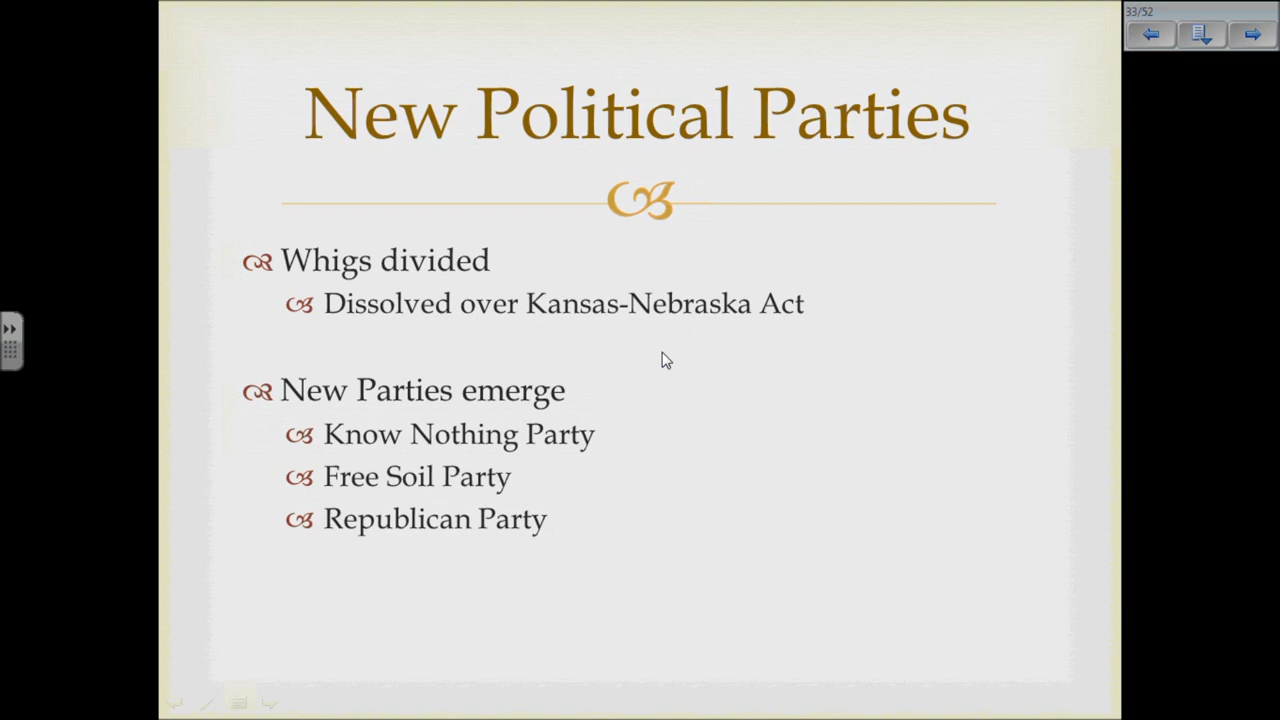 33/52
New Political Parties
Whigs divided
Dissolved over Kansas-Nebraska Act
New Parties emerge
Know Nothing Party
Free Soil Party
Republican Party